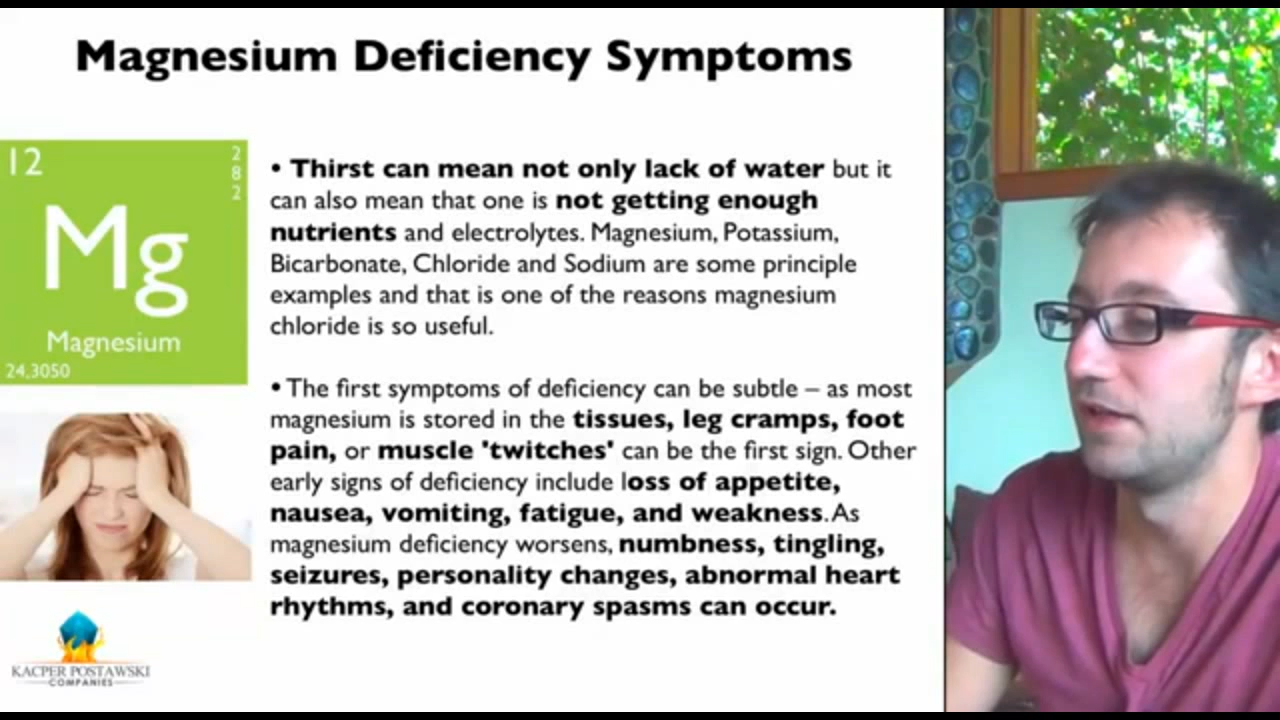 Magnesium Deficiency Symptoms
12
2
8
2
Mg
Magnesium
24,3050
• Thirst can mean not only lack of water but it
can also mean that one is not getting enough
nutrients and electrolytes. Magnesium, Potassium,
Bicarbonate, Chloride and Sodium are some principle
examples and that is one of the reasons magnesium
chloride is so useful.
• The first symptoms of deficiency can be subtle – as most
magnesium is stored in the tissues, leg cramps, foot
pain, or muscle 'twitches' can be the first sign. Other
early signs of deficiency include loss of appetite,
nausea, vomiting, fatigue, and weakness. As
magnesium deficiency worsens, numbness, tingling,
seizures, personality changes, abnormal heart
rhythms, and coronary spasms can occur.
KACPER POSTAWSKI
COMPANIES